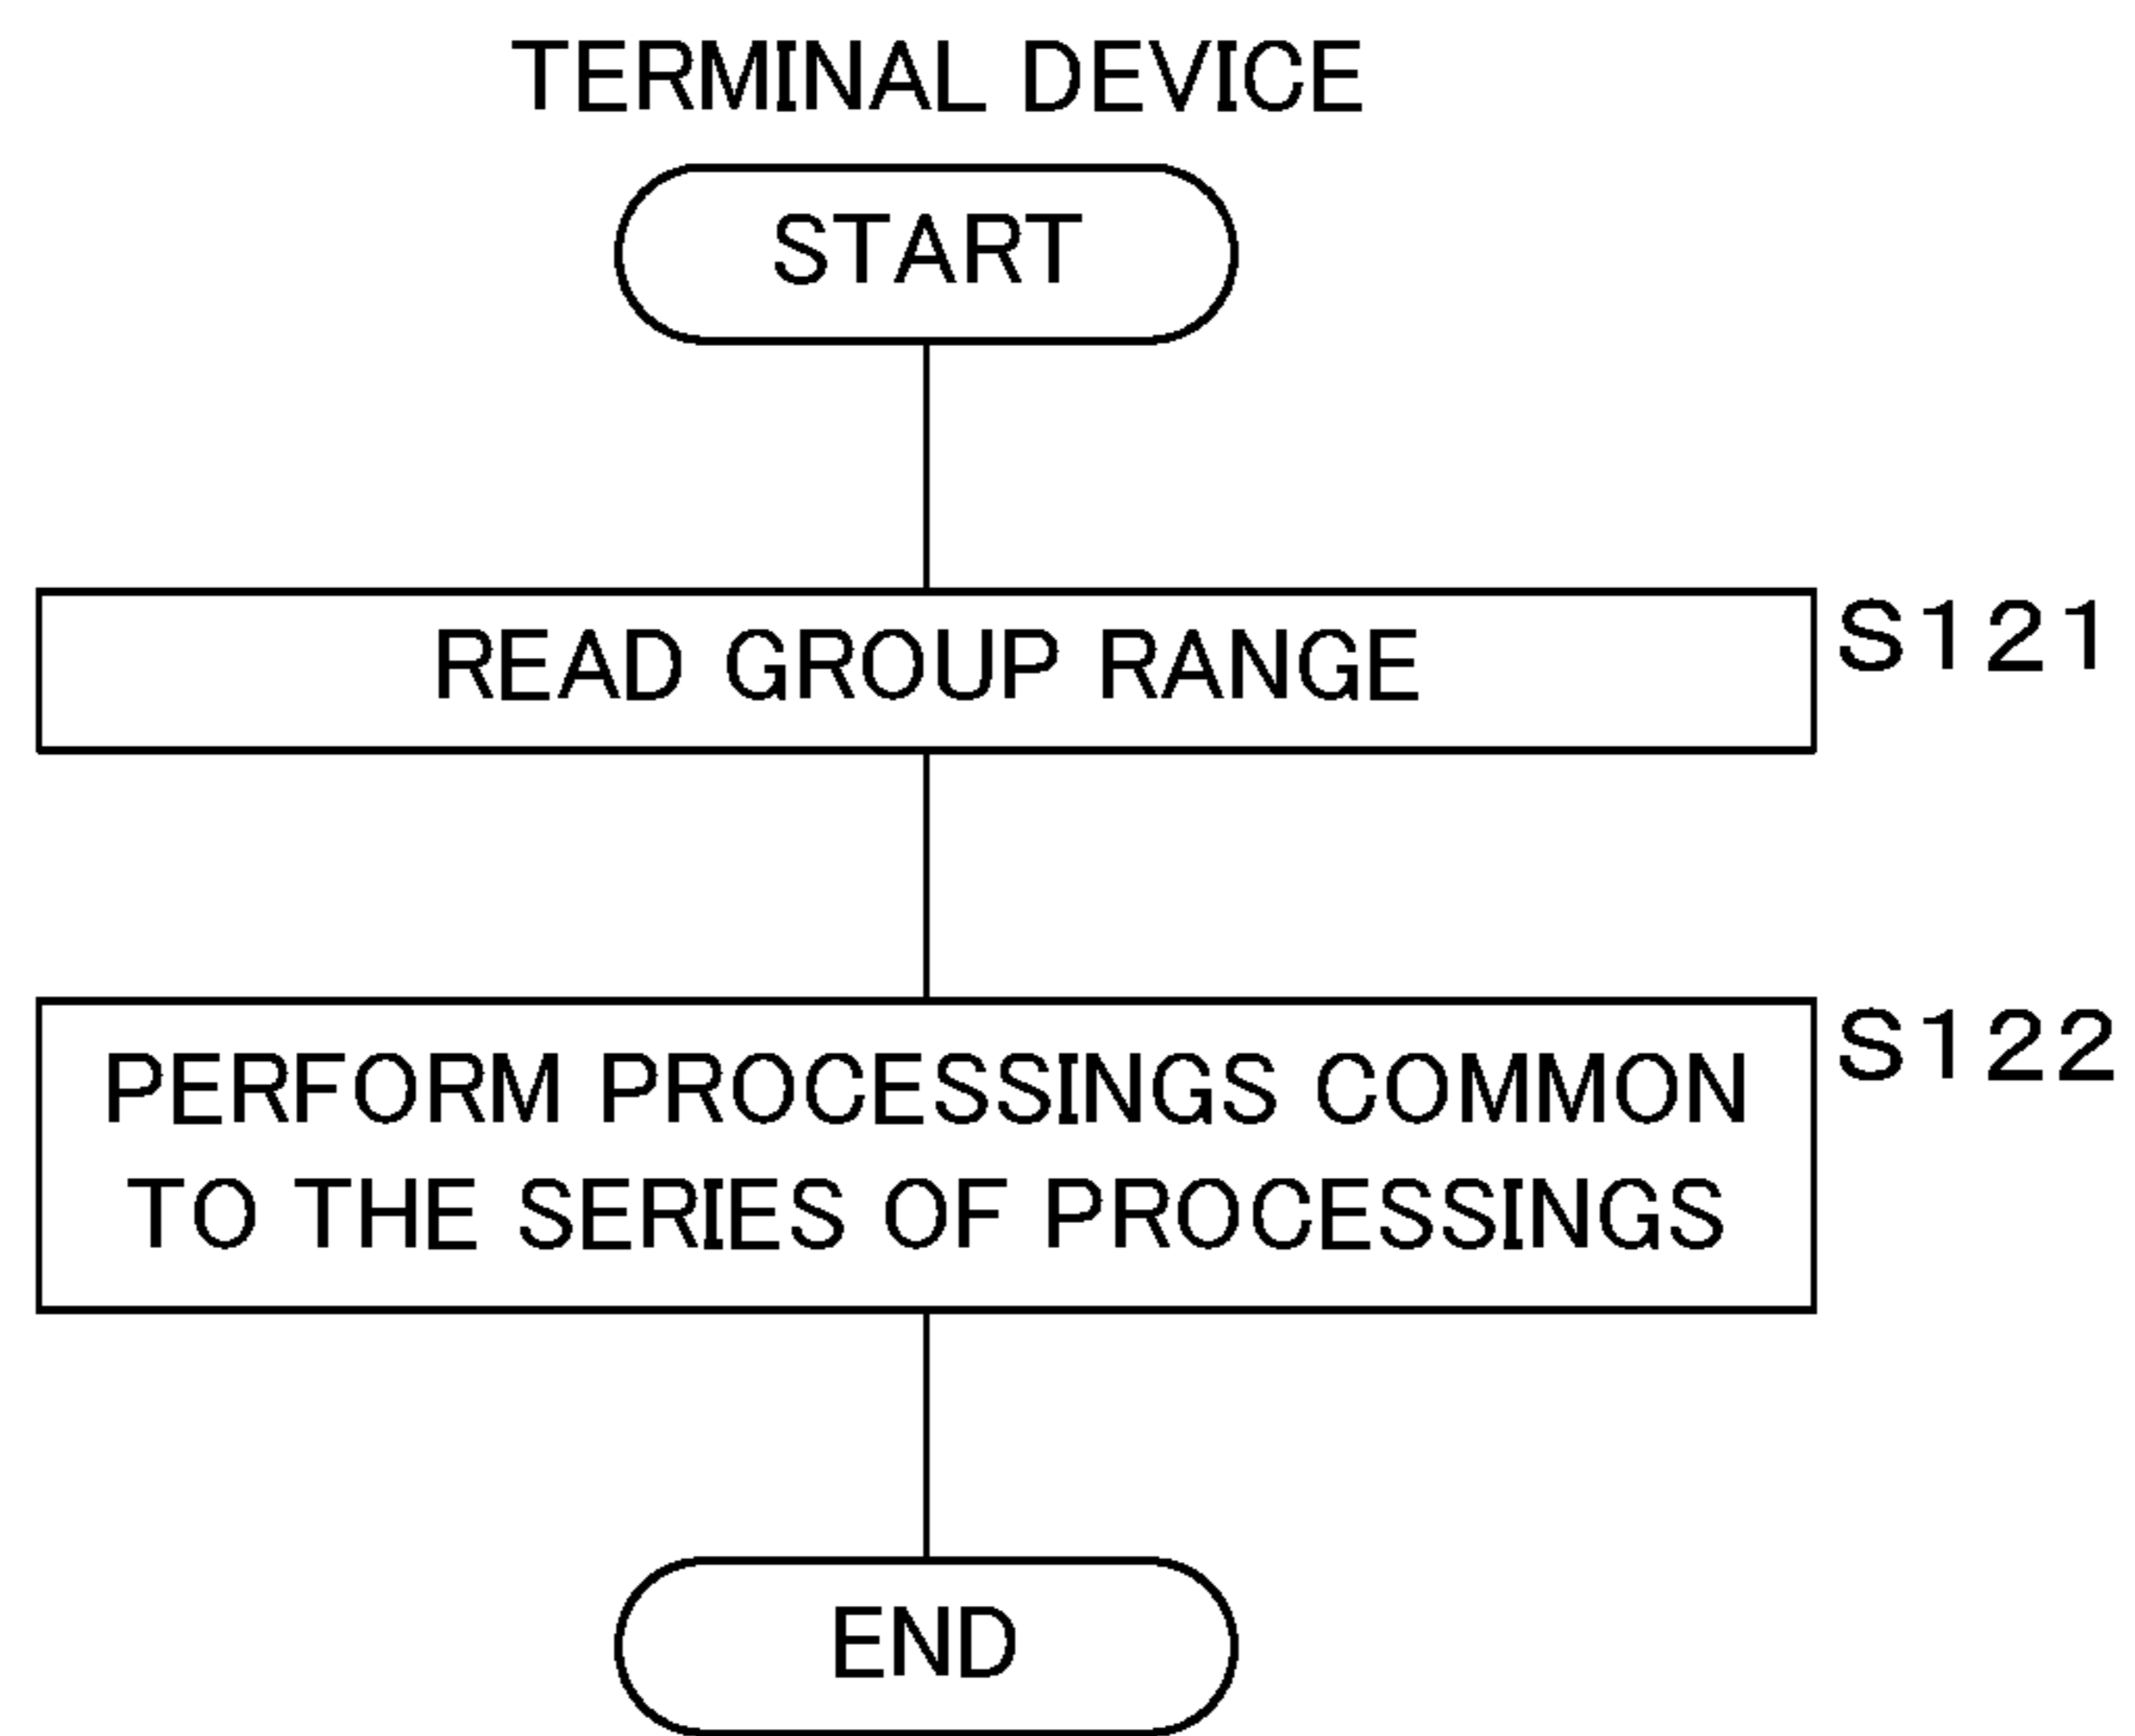 TERMINAL DEVICE
START
READ GROUP RANGE
S121
PERFORM PROCESSINGS COMMON
TO THE SERIES OF PROCESSINGS
S122
END